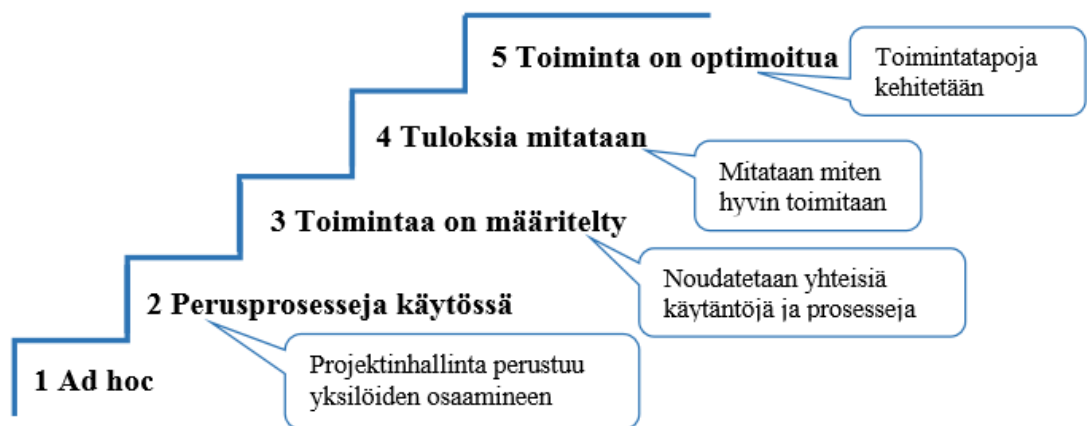 5 Toiminta on optimoitua
Toimintatapoja
kehitetään
4 Tuloksia mitataan
Mitataan miten
hyvin toimitaan
3 Toimintaa on määritelty
Noudatetaan yhteisiä
käytäntöjä ja prosesseja
2 Perusprosesseja käytössä
Projektinhallinta perustuu
yksilöiden osaamineen
1 Ad hoc